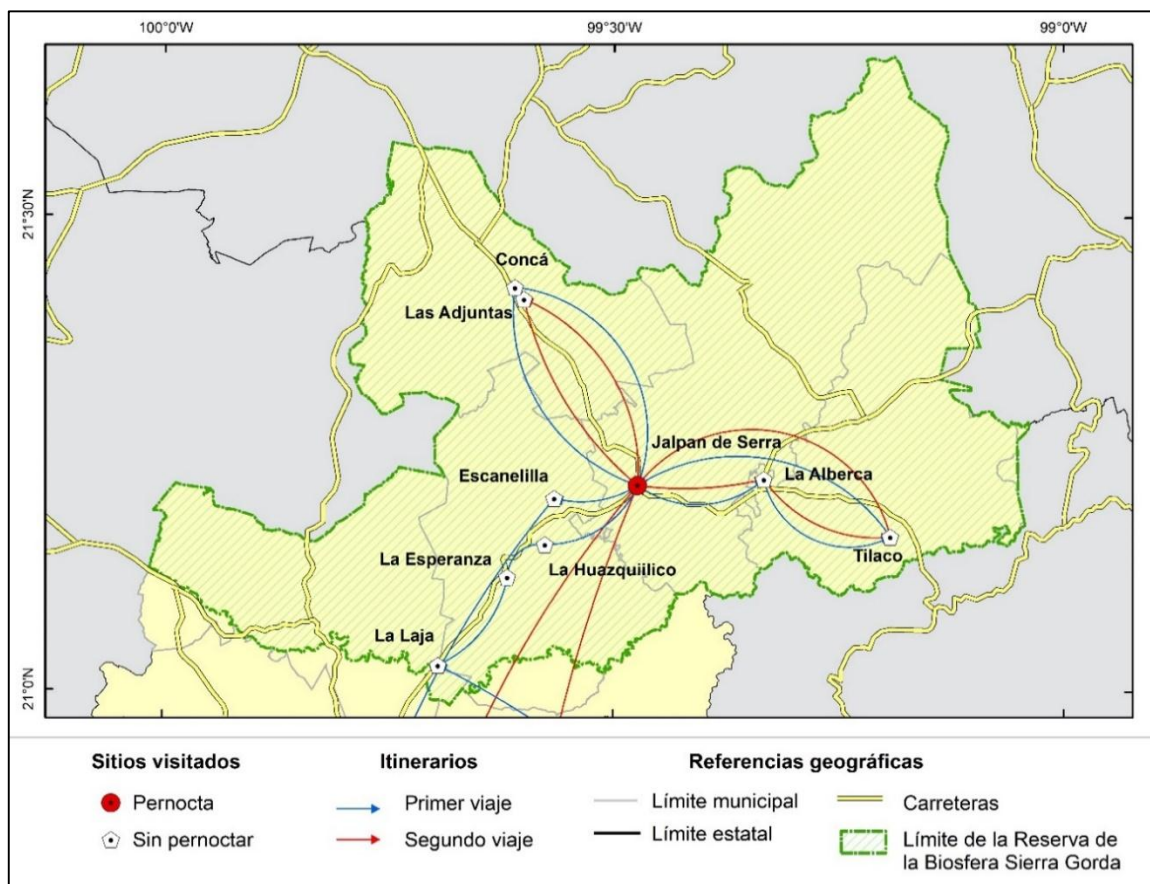 100°0'W
99°30'W
99°0'W
21°30'N
Concá
Las Adjuntas
Jalpan de Serra
Escanelilla
La Alberca
La Esperanza
La Huazquiilico
Tilaco
La Laja
21°0'N
Sitios visitados
Pernocta
Sin pernoctar
Itinerarios
Primer viaje
Segundo viaje
Referencias geográficas
Límite municipal
Límite estatal
Carreteras
Límite de la Reserva de
la Biosfera Sierra Gorda